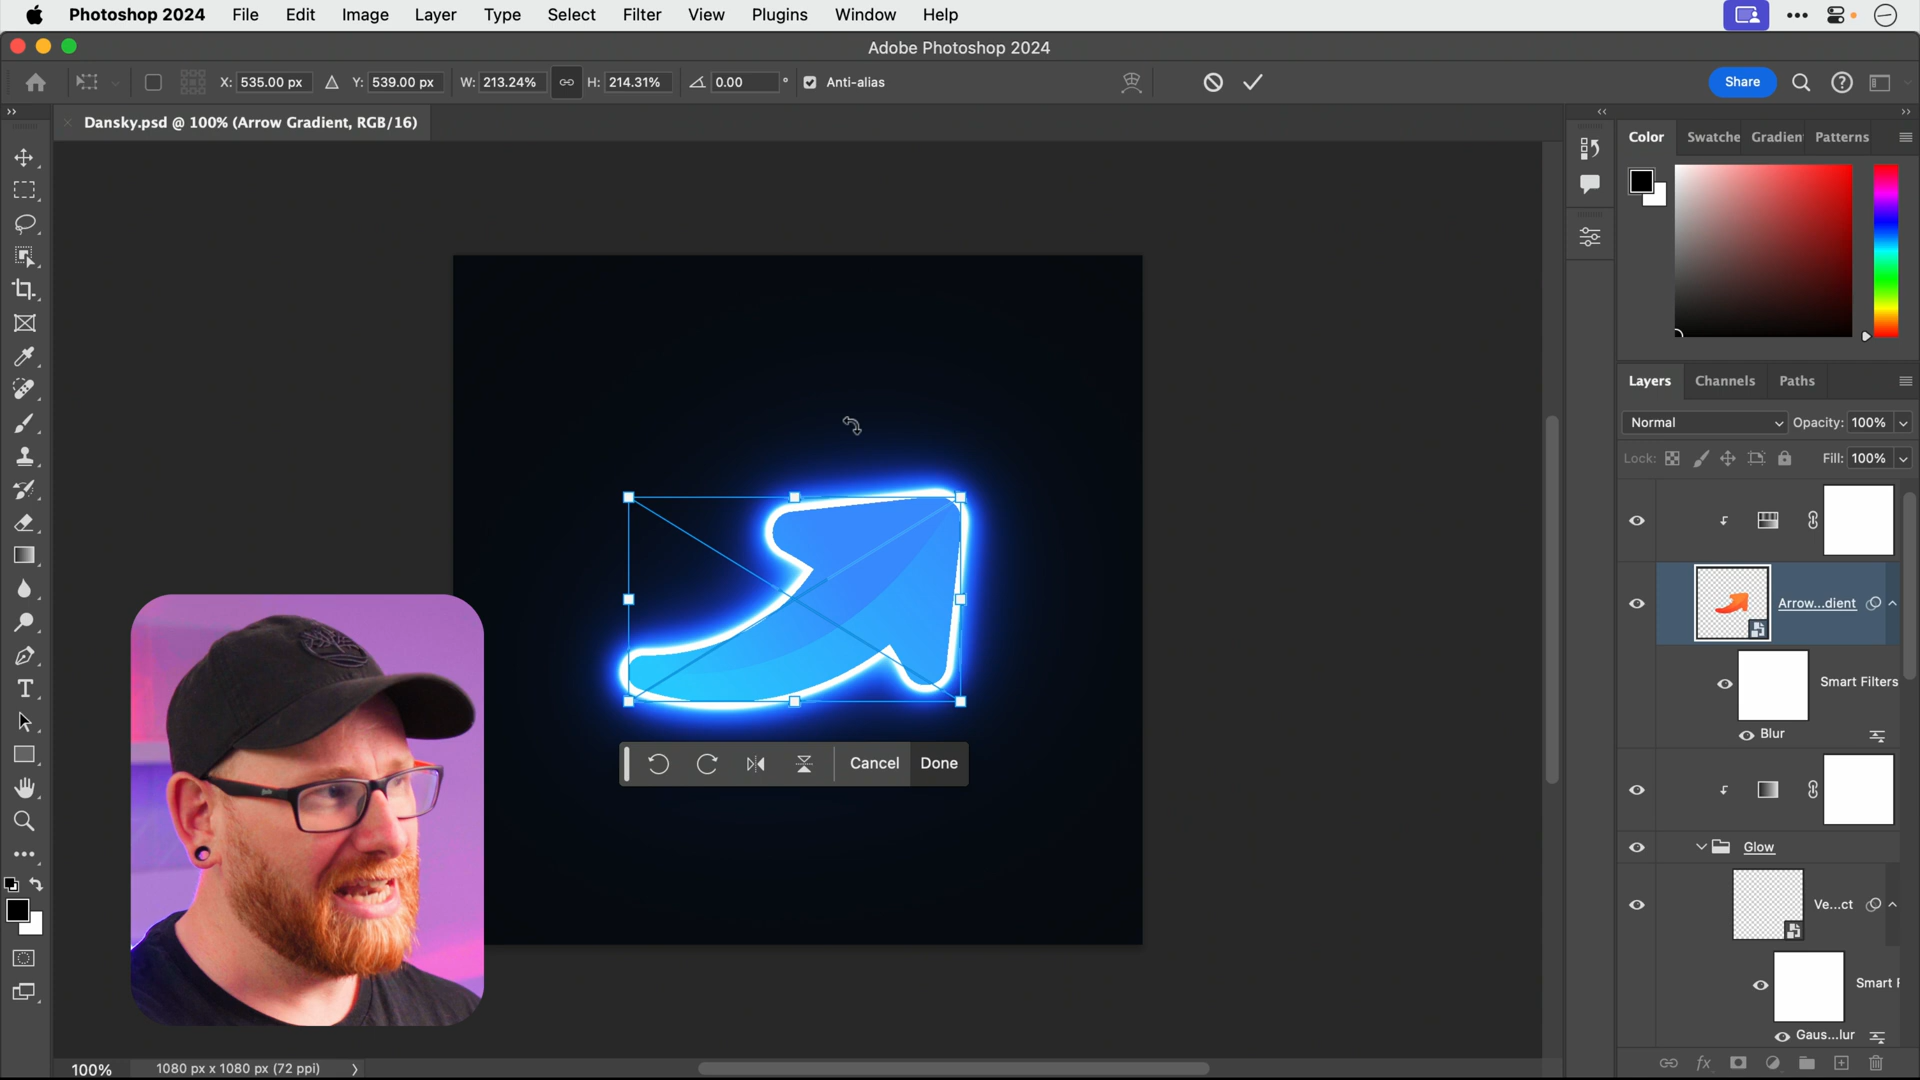 Photoshop 2024 File Edit Image Layer Type Select Filter View Plugins Window Help
Adobe Photoshop 2024
X: 535.00 px Y: 539.00 px W: 213.24% H: 214.31% 0.00 ° Anti-alias Share
Dansky.psd @ 100% (Arrow Gradient, RGB/16)
Color Swatche Gradien Patterns
Layers Channels Paths
Normal Opacity: 100%
Lock: Fill: 100%
Arrow...dient
Smart Filters
Blur
Cancel Done
Glow
Ve...ct
Smart F
Gaus...lur
100% 1080 px x 1080 px (72 ppi)